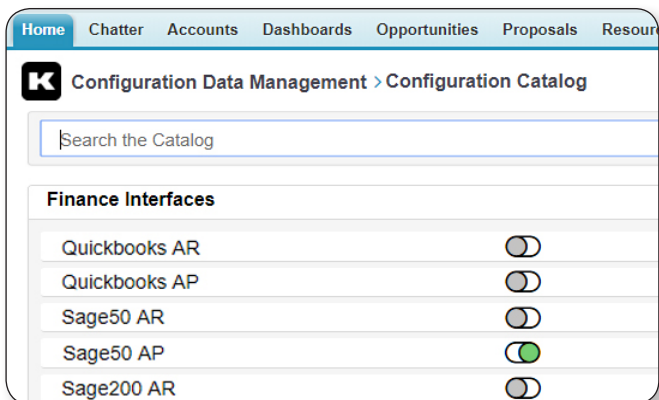 Home Chatter Accounts Dashboards Opportunities Proposals
K Configuration Data Management > Configuration Catalog
Search the Catalog
Finance Interfaces
Quickbooks AR
Quickbooks AP
Sage50 AR
Sage50 AP
Sage200 AR